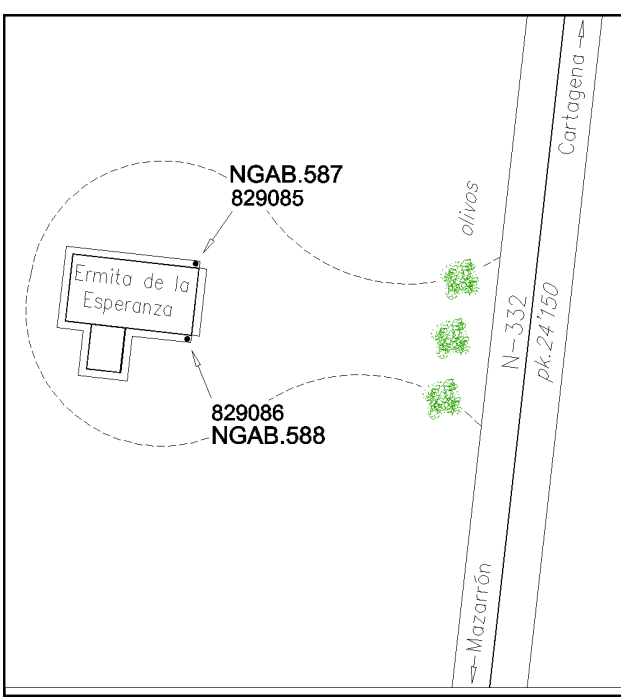 Cartagena
NGAB.587
829085
olivos
Ermita de la
Esperanza
N-332
pk.24'150
829086
NGAB.588
Mazarrón